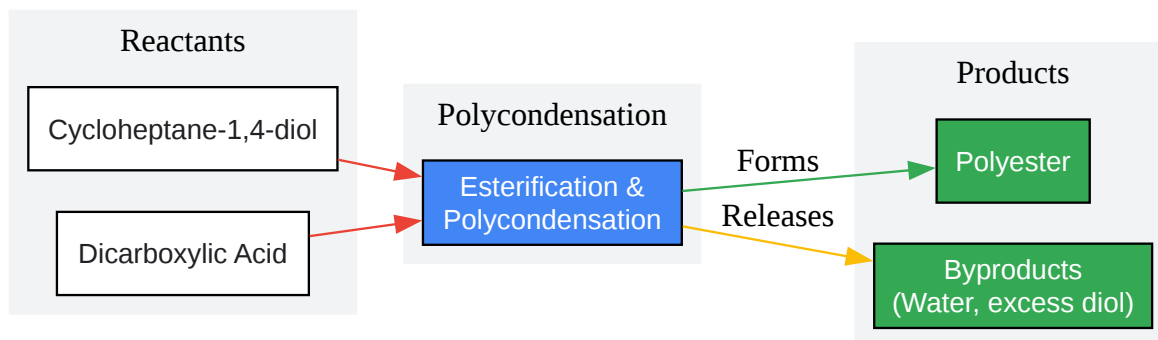 Reactants
Cycloheptane-1,4-diol
Dicarboxylic Acid
Polycondensation
Esterification &
Polycondensation
Forms
Releases
Products
Polyester
Byproducts
(Water, excess diol)